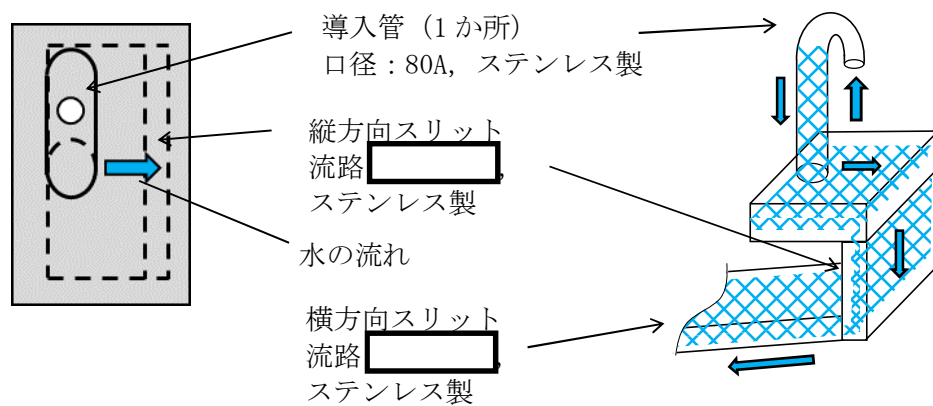 導入管（1か所）
口径：80A，ステンレス製
縦方向スリット
流路　　　　，
ステンレス製
水の流れ
横方向スリット
流路　　　　，
ステンレス製